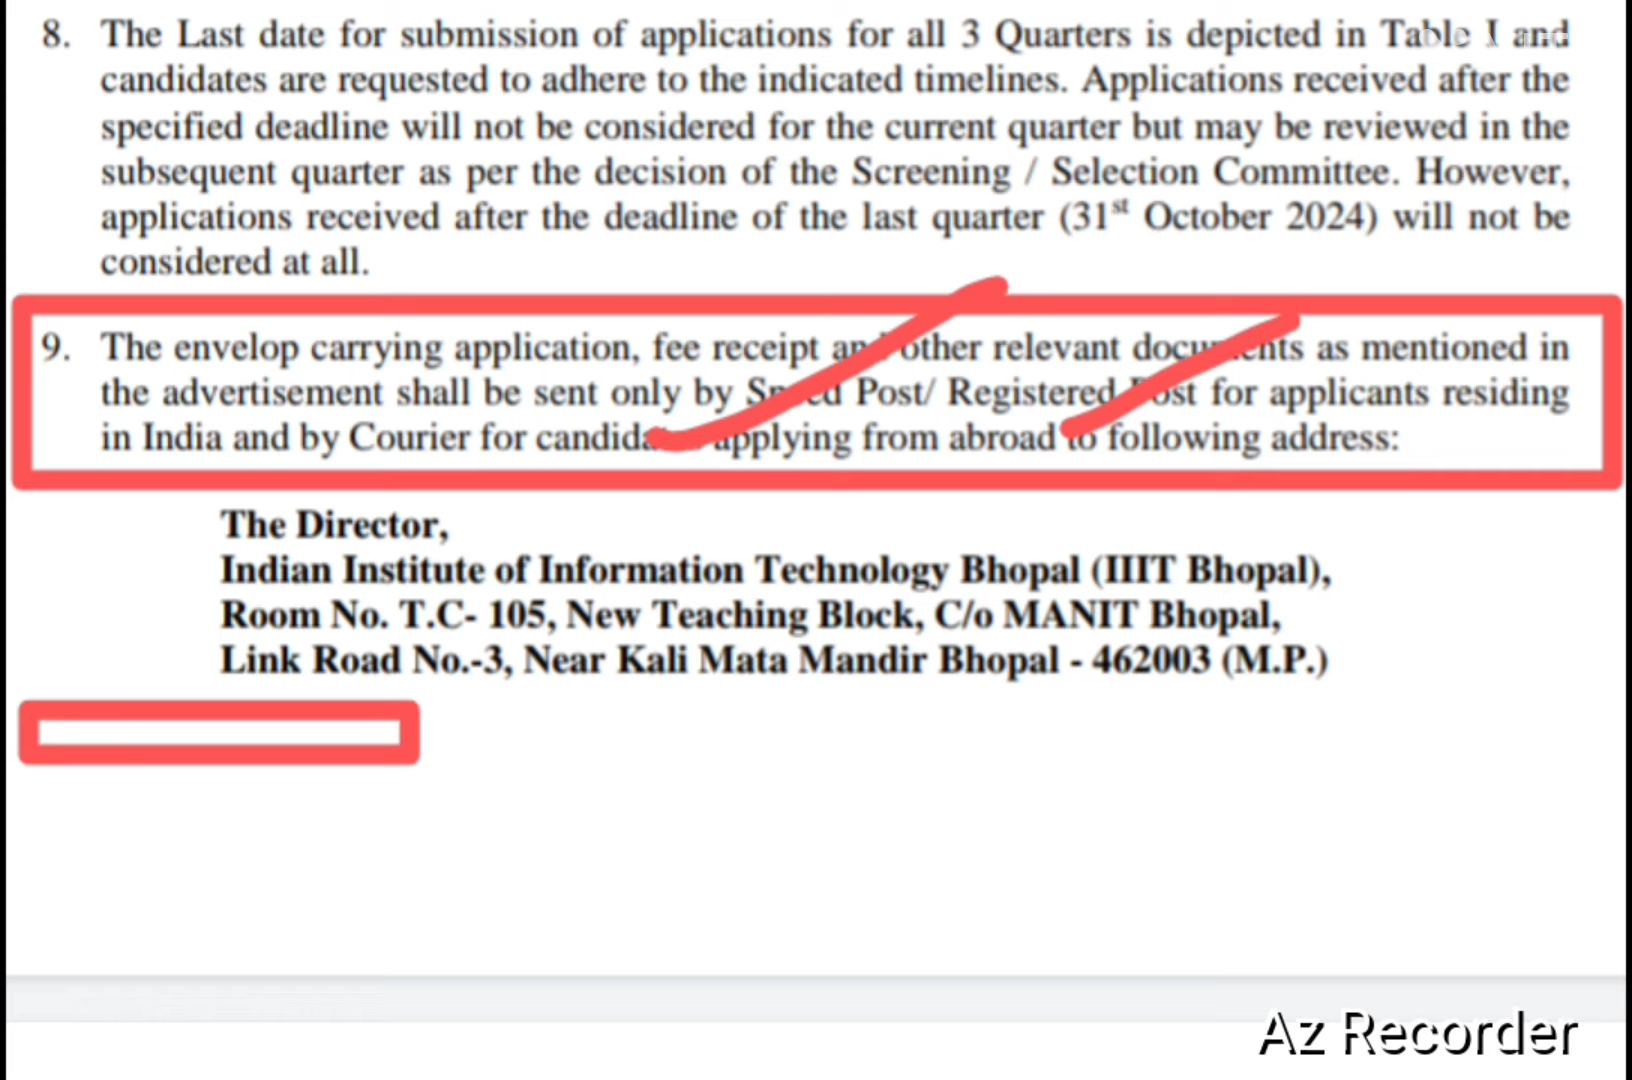 8. The Last date for submission of applications for all 3 Quarters is depicted in Table I and
candidates are requested to adhere to the indicated timelines. Applications received after the
specified deadline will not be considered for the current quarter but may be reviewed in the
subsequent quarter as per the decision of the Screening / Selection Committee. However,
applications received after the deadline of the last quarter (31st October 2024) will not be
considered at all.
9. The envelop carrying application, fee receipt and other relevant documents as mentioned in
the advertisement shall be sent only by Speed Post/ Registered Post for applicants residing
in India and by Courier for candidates applying from abroad to following address:
The Director,
Indian Institute of Information Technology Bhopal (IIIT Bhopal),
Room No. T.C- 105, New Teaching Block, C/o MANIT Bhopal,
Link Road No.-3, Near Kali Mata Mandir Bhopal - 462003 (M.P.)
Az Recorder